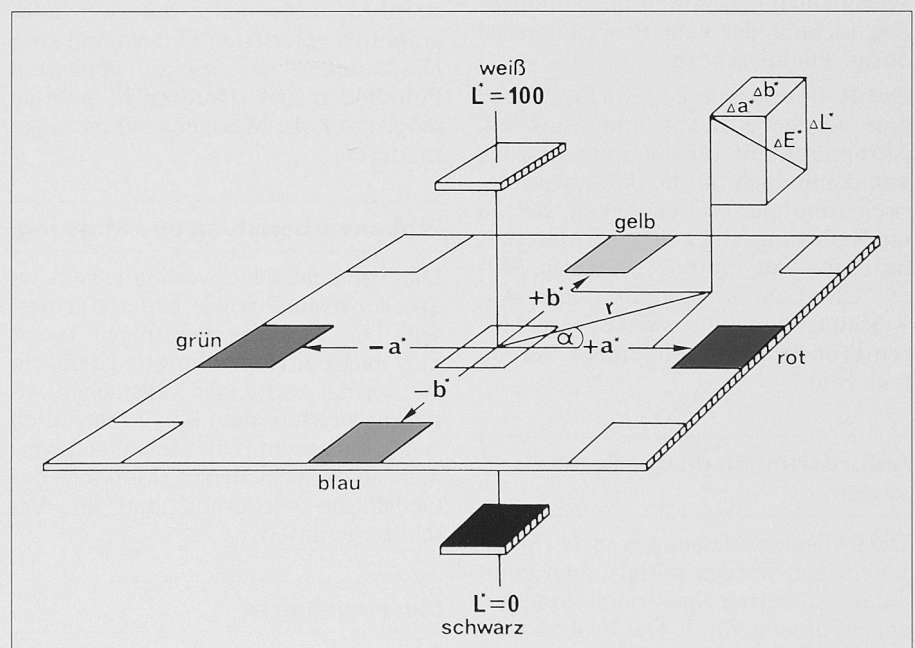 weiß
L*=100
Δa*
Δb*
ΔE*
ΔL*
gelb
+b*
r
α
+a*
rot
grün
−a*
−b*
blau
L*=0
schwarz